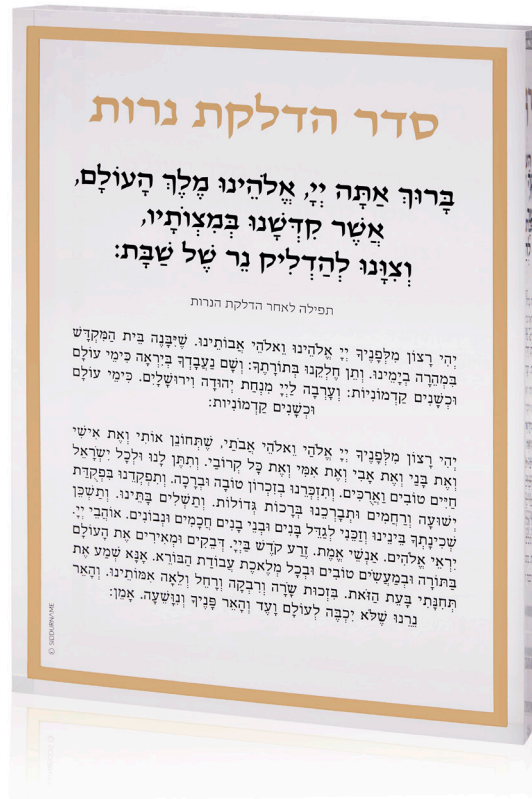 סדר הדלקת נרות
בָּרוּךְ אַתָּה יְיָ, אֱלֹהֵינוּ מֶלֶךְ הָעוֹלָם,
אֲשֶׁר קִדְּשָׁנוּ בְּמִצְוֹתָיו,
וְצִוָּנוּ לְהַדְלִיק נֵר שֶׁל שַׁבָּת:
תפילה לאחר הדלקת הנרות
יְהִי רָצוֹן מִלְּפָנֶיךָ יְיָ אֱלֹהֵינוּ וֵאלֹהֵי אֲבוֹתֵינוּ. שֶׁיִּבָּנֶה בֵּית הַמִּקְדָּשׁ
בִּמְהֵרָה בְיָמֵינוּ. וְתֵן חֶלְקֵנוּ בְּתוֹרָתֶךָ: וְשָׁם נַעֲבָדְךָ בְּיִרְאָה כִּימֵי עוֹלָם
וּכְשָׁנִים קַדְמוֹנִיּוֹת: וְעָרְבָה לַיְיָ מִנְחַת יְהוּדָה וִירוּשָׁלָיִם. כִּימֵי עוֹלָם
וּכְשָׁנִים קַדְמוֹנִיּוֹת:
יְהִי רָצוֹן מִלְּפָנֶיךָ יְיָ אֱלֹהַי וֵאלֹהֵי אֲבֹתַי, שֶׁתְּחוֹנֵן אוֹתִי וְאֶת אִישִׁי
וְאֶת בָּנַי וְאֶת אָבִי וְאֶת אִמִּי וְאֶת כָּל קְרוֹבַי. וְתִתֶּן לָנוּ וּלְכָל יִשְׂרָאֵל
חַיִּים טוֹבִים וַאֲרֻכִּים. וְתִזְכְּרֵנוּ בְּזִכְרוֹן טוֹבָה וּבְרָכָה. וְתִפְקְדֵנוּ בִּפְקֻדַּת
יְשׁוּעָה וְרַחֲמִים וּתְבָרְכֵנוּ בְּרָכוֹת גְּדוֹלוֹת. וְתַשְׁלִים בָּתֵּינוּ. וְתַשְׁכֵּן
שְׁכִינָתְךָ בֵּינֵינוּ וְזַכֵּנִי לְגַדֵּל בָּנִים וּבְנֵי בָנִים חֲכָמִים וּנְבוֹנִים. אוֹהֲבֵי יְיָ.
יִרְאֵי אֱלֹהִים. אַנְשֵׁי אֱמֶת. זֶרַע קֹדֶשׁ בַּיְיָ. דְּבֵקִים וּמְאִירִים אֶת הָעוֹלָם
בַּתּוֹרָה וּבְמַעֲשִׂים טוֹבִים וּבְכָל מְלֶאכֶת עֲבוֹדַת הַבּוֹרֵא. אָנָּא שְׁמַע אֶת
תְּחִנָּתִי בָּעֵת הַזֹּאת. בִּזְכוּת שָׂרָה וְרִבְקָה וְרָחֵל וְלֵאָה אִמּוֹתֵינוּ. וְהָאֵר
נֵרֵנוּ שֶׁלֹּא יִכְבֶּה לְעוֹלָם וָעֶד וְהָאֵר פָּנֶיךָ וְנִוָּשֵׁעָה. אָמֵן:
© SIDDURNAME